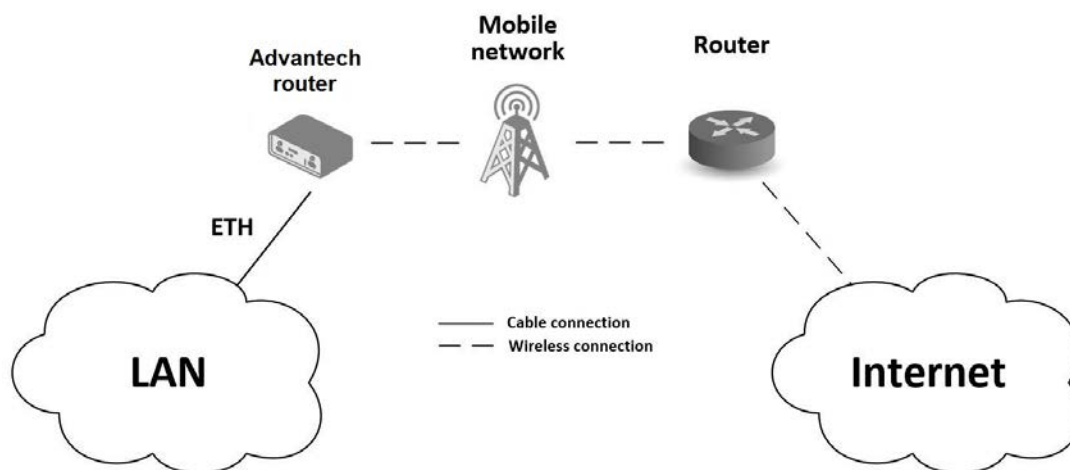 Mobile
network
Router
Advantech
router
ETH
Cable connection
Wireless connection
LAN
Internet